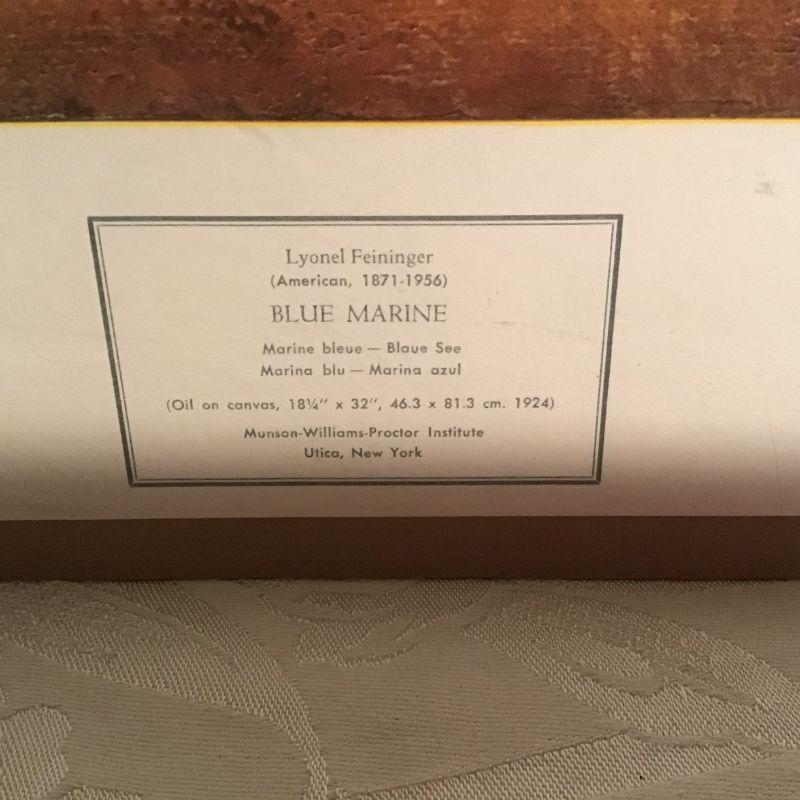 Lyonel Feininger
(American, 1871-1956)
BLUE MARINE
Marine bleue — Blaue See
Marina blu — Marina azul
(Oil on canvas, 18¼" x 32", 46.3 x 81.3 cm. 1924)
Munson-Williams-Proctor Institute
Utica, New York